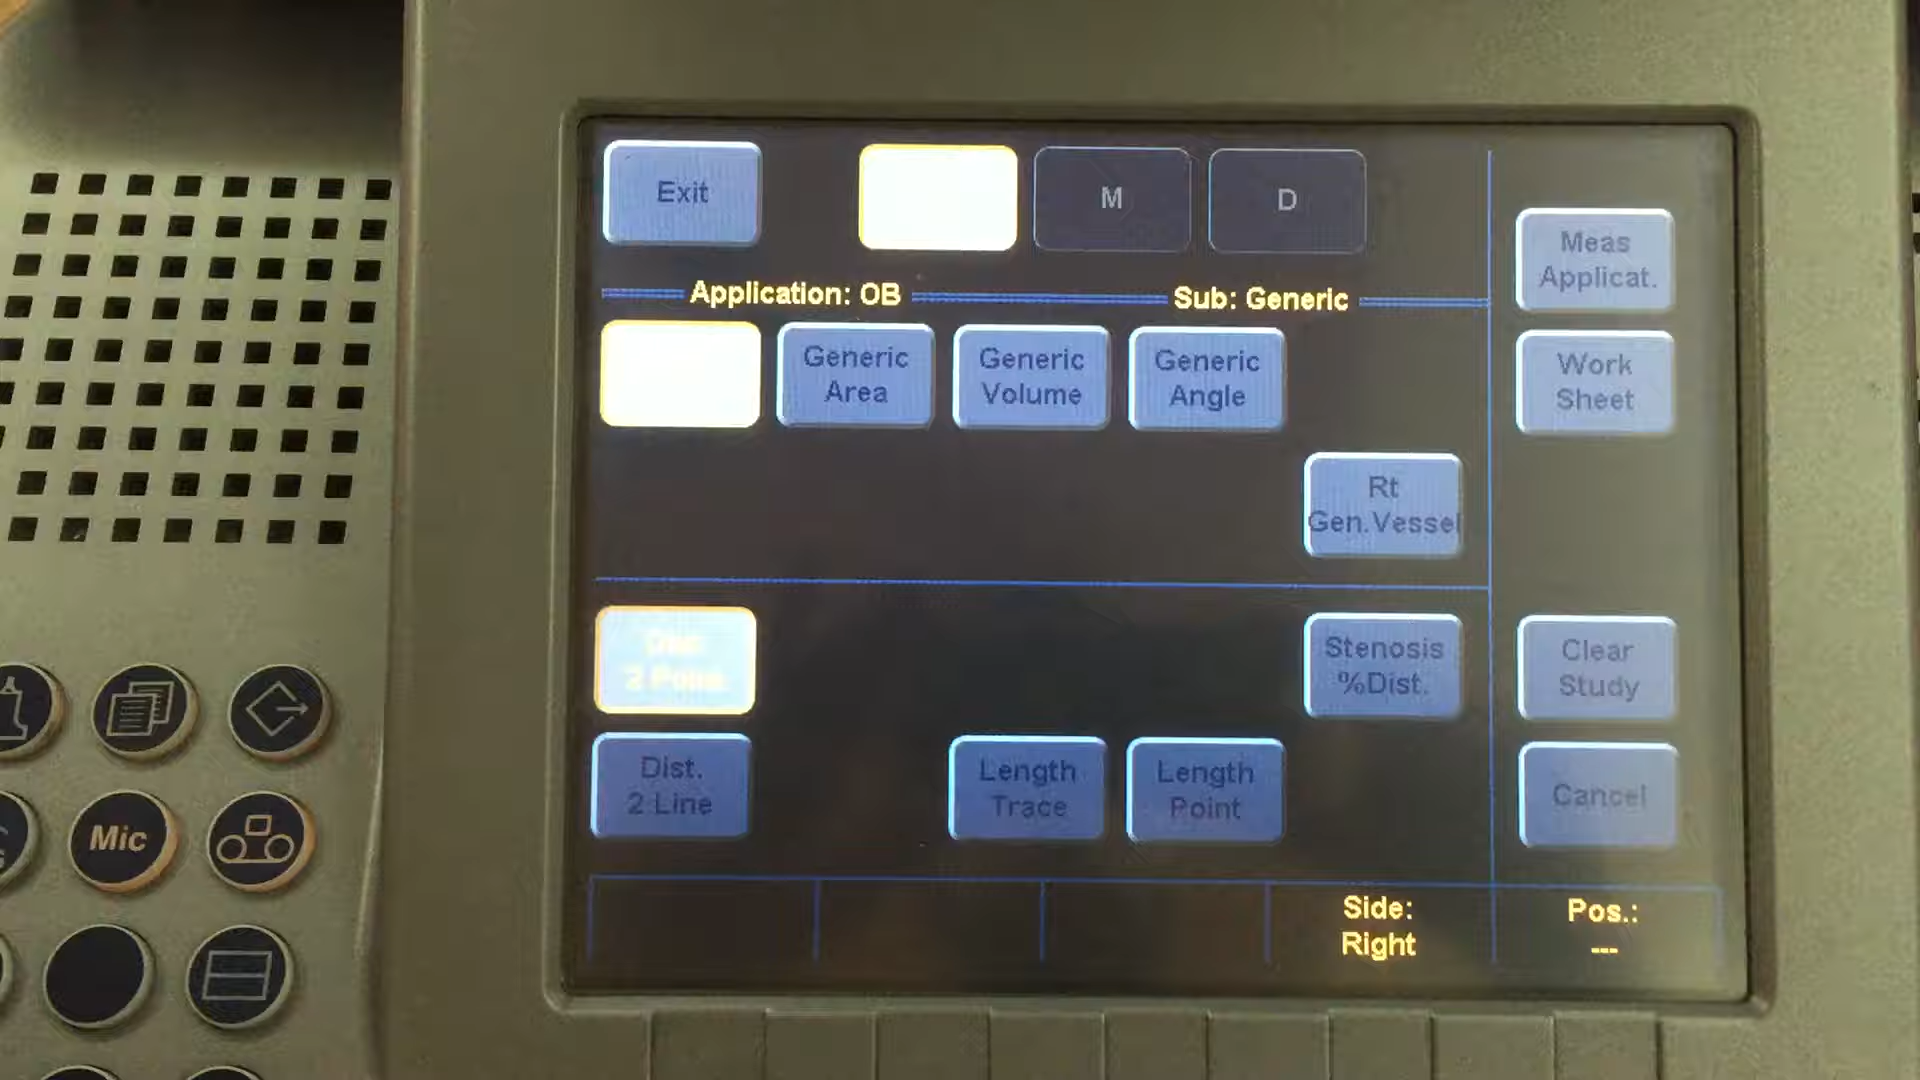 Exit
M
D
Meas
Applicat.
Application: OB
Sub: Generic
Generic
Area
Generic
Volume
Generic
Angle
Work
Sheet
Rt
Gen.Vessel
2 Point
Stenosis
%Dist.
Clear
Study
Dist.
2 Line
Length
Trace
Length
Point
Cancel
Side:
Right
Pos.:
---
Mic